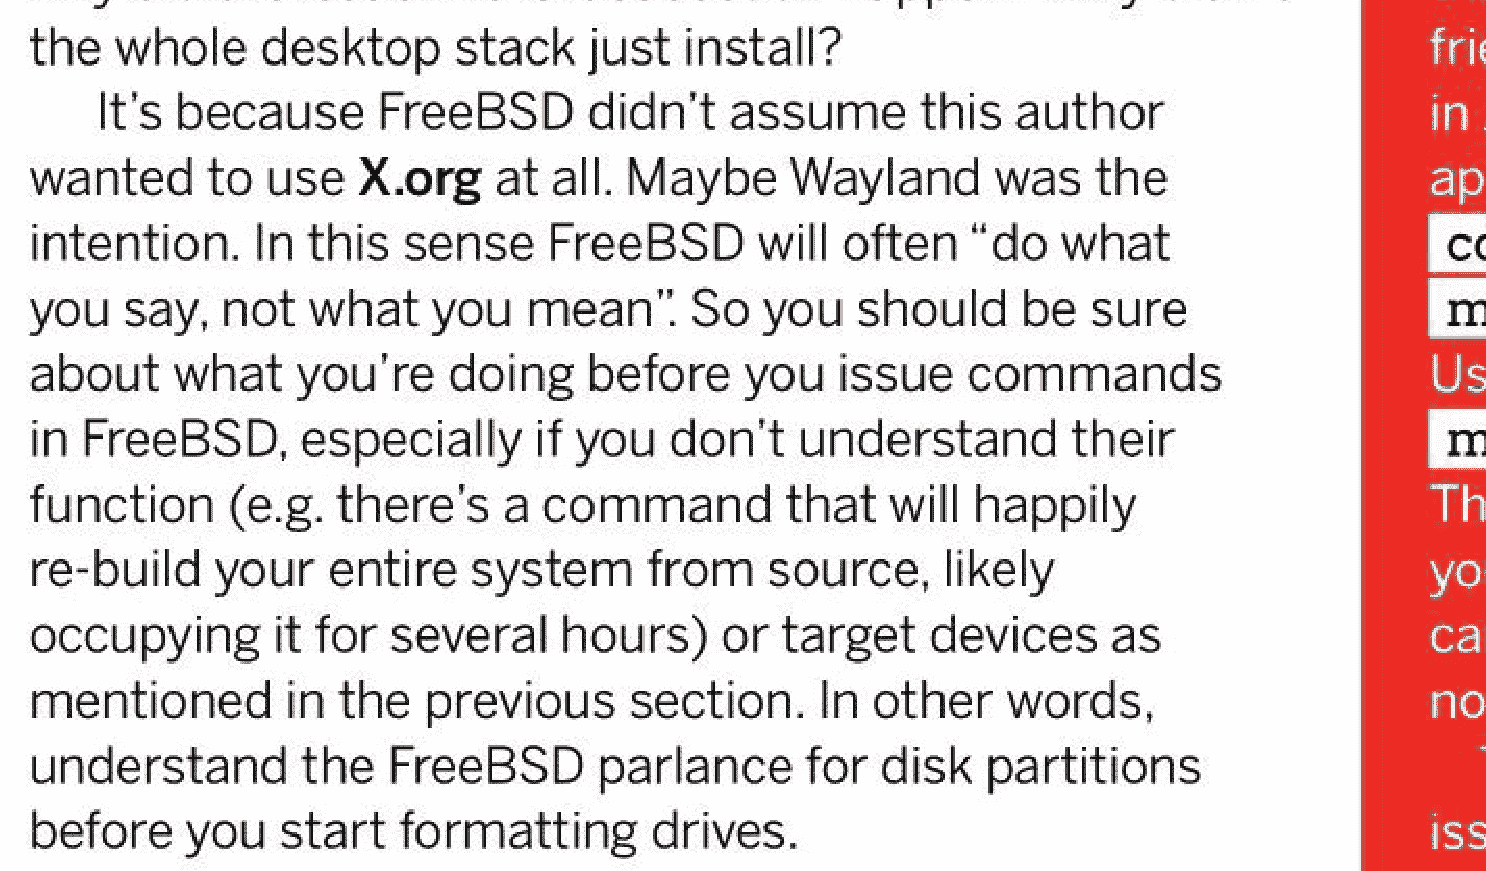 the whole desktop stack just install?
It's because FreeBSD didn't assume this author
wanted to use X.org at all. Maybe Wayland was the
intention. In this sense FreeBSD will often “do what
you say, not what you mean”. So you should be sure
about what you're doing before you issue commands
in FreeBSD, especially if you don't understand their
function (e.g. there's a command that will happily
re-build your entire system from source, likely
occupying it for several hours) or target devices as
mentioned in the previous section. In other words,
understand the FreeBSD parlance for disk partitions
before you start formatting drives.
in